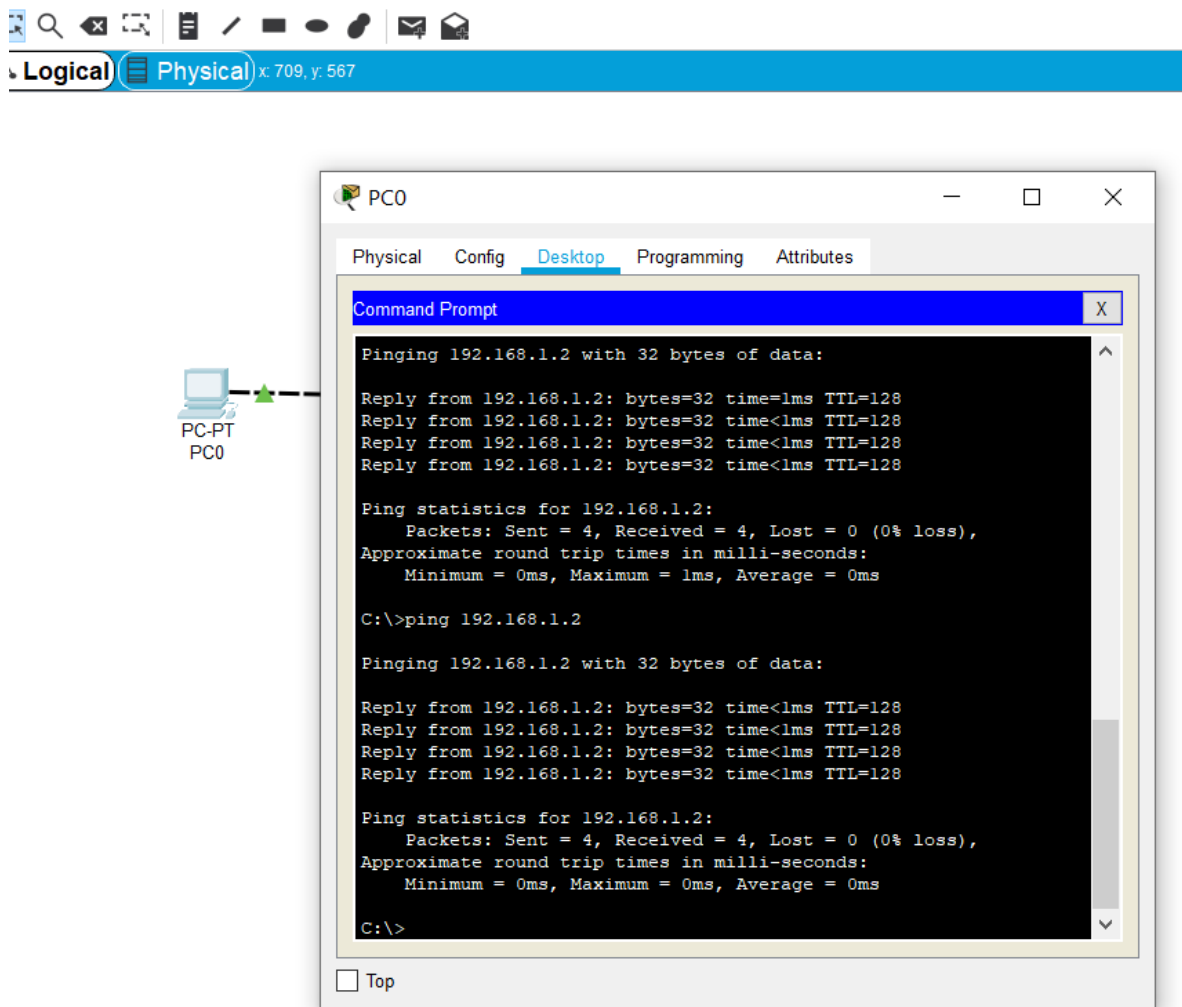 Logical Physical x: 709, y: 567
PC0
Physical Config Desktop Programming Attributes
Command Prompt X
Pinging 192.168.1.2 with 32 bytes of data:
Reply from 192.168.1.2: bytes=32 time=1ms TTL=128
Reply from 192.168.1.2: bytes=32 time<1ms TTL=128
Reply from 192.168.1.2: bytes=32 time<1ms TTL=128
Reply from 192.168.1.2: bytes=32 time<1ms TTL=128
Ping statistics for 192.168.1.2:
Packets: Sent = 4, Received = 4, Lost = 0 (0% loss),
Approximate round trip times in milli-seconds:
Minimum = 0ms, Maximum = 1ms, Average = 0ms
C:\>ping 192.168.1.2
Pinging 192.168.1.2 with 32 bytes of data:
Reply from 192.168.1.2: bytes=32 time<1ms TTL=128
Reply from 192.168.1.2: bytes=32 time<1ms TTL=128
Reply from 192.168.1.2: bytes=32 time<1ms TTL=128
Reply from 192.168.1.2: bytes=32 time<1ms TTL=128
Ping statistics for 192.168.1.2:
Packets: Sent = 4, Received = 4, Lost = 0 (0% loss),
Approximate round trip times in milli-seconds:
Minimum = 0ms, Maximum = 0ms, Average = 0ms
C:\>
Top
PC-PT
PC0